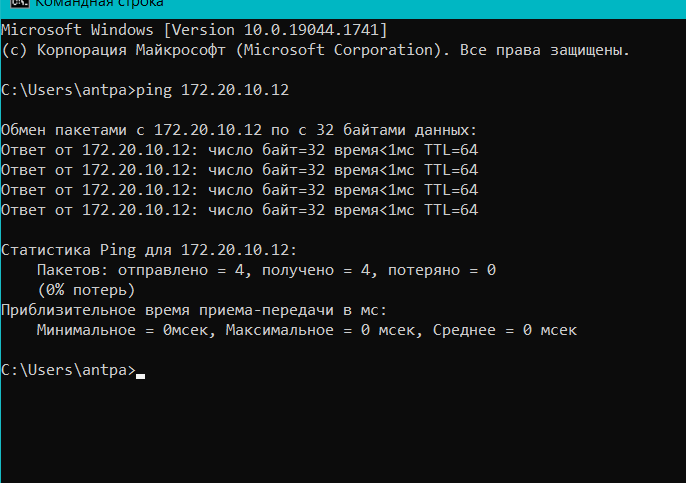 Командная строка
Microsoft Windows [Version 10.0.19044.1741]
(c) Корпорация Майкрософт (Microsoft Corporation). Все права защищены.
C:\Users\antpa>ping 172.20.10.12
Обмен пакетами с 172.20.10.12 по с 32 байтами данных:
Ответ от 172.20.10.12: число байт=32 время<1мс TTL=64
Ответ от 172.20.10.12: число байт=32 время<1мс TTL=64
Ответ от 172.20.10.12: число байт=32 время<1мс TTL=64
Ответ от 172.20.10.12: число байт=32 время<1мс TTL=64
Статистика Ping для 172.20.10.12:
Пакетов: отправлено = 4, получено = 4, потеряно = 0
(0% потерь)
Приблизительное время приема-передачи в мс:
Минимальное = 0мсек, Максимальное = 0 мсек, Среднее = 0 мсек
C:\Users\antpa>